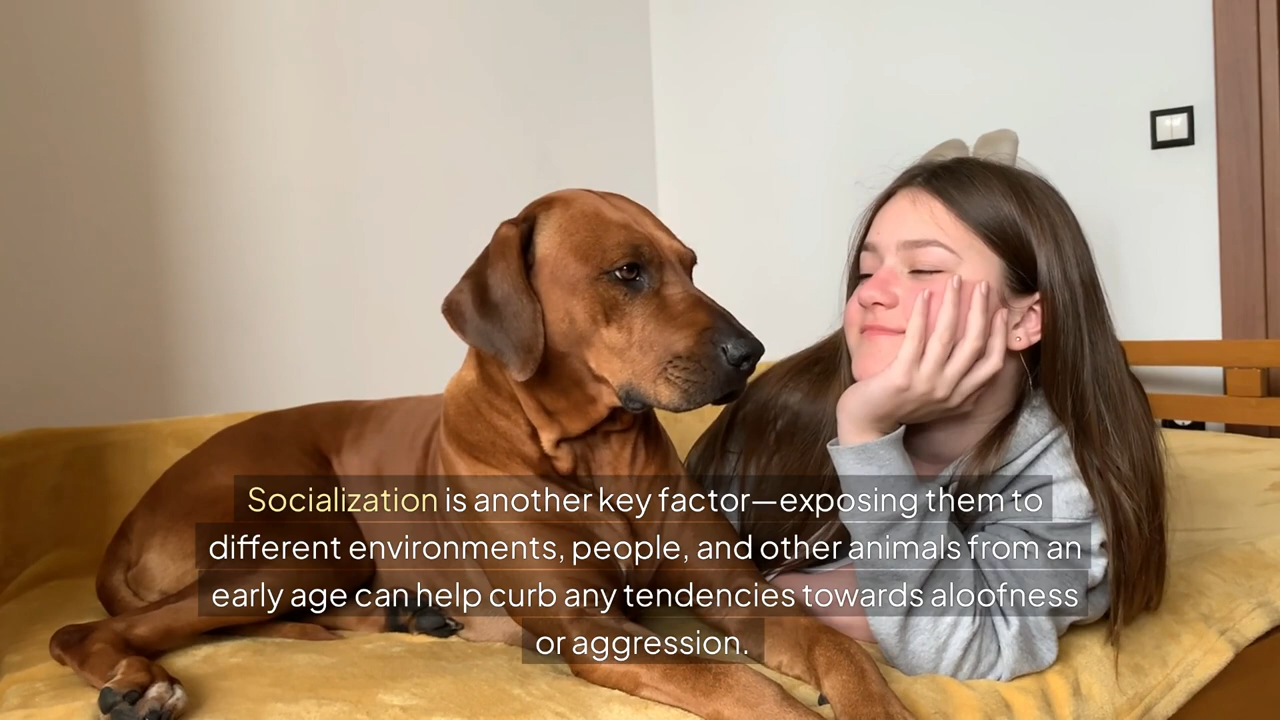 Socialization is another key factor—exposing them to
different environments, people, and other animals from an
early age can help curb any tendencies towards aloofness
or aggression.